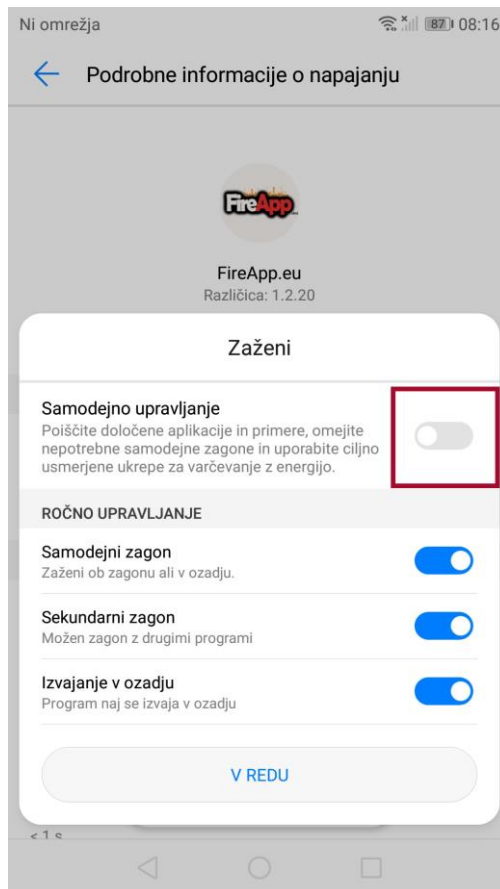 Ni omrežja 87 08:16
Podrobne informacije o napajanju
FireApp
FireApp.eu
Različica: 1.2.20
Zaženi
Samodejno upravljanje
Poiščite določene aplikacije in primere, omejite
nepotrebne samodejne zagone in uporabite ciljno
usmerjene ukrepe za varčevanje z energijo.
ROČNO UPRAVLJANJE
Samodejni zagon
Zaženi ob zagonu ali v ozadju.
Sekundarni zagon
Možen zagon z drugimi programi
Izvajanje v ozadju
Program naj se izvaja v ozadju
V REDU
< 1 s